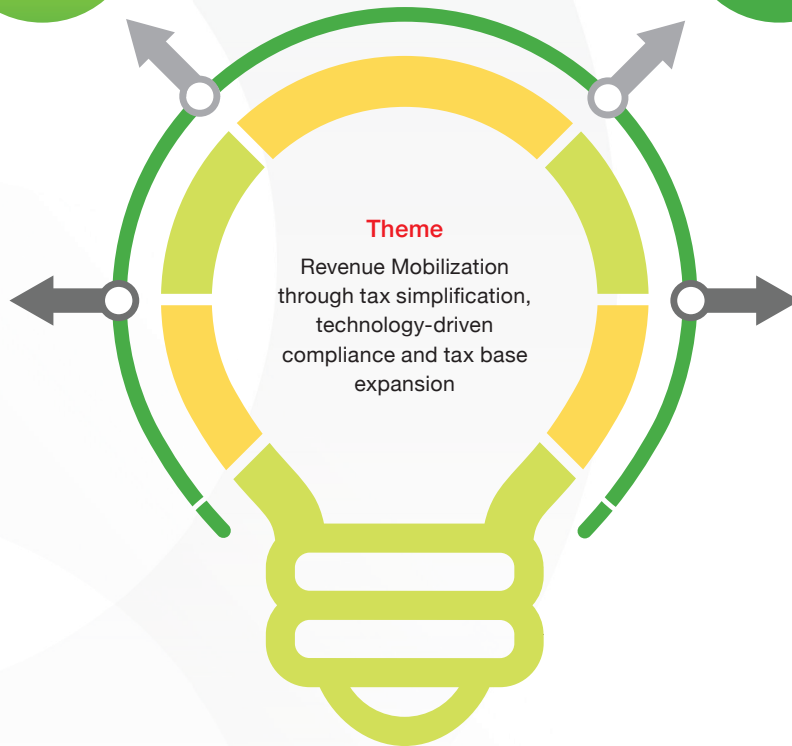 Theme
Revenue Mobilization
through tax simplification,
technology-driven
compliance and tax base
expansion